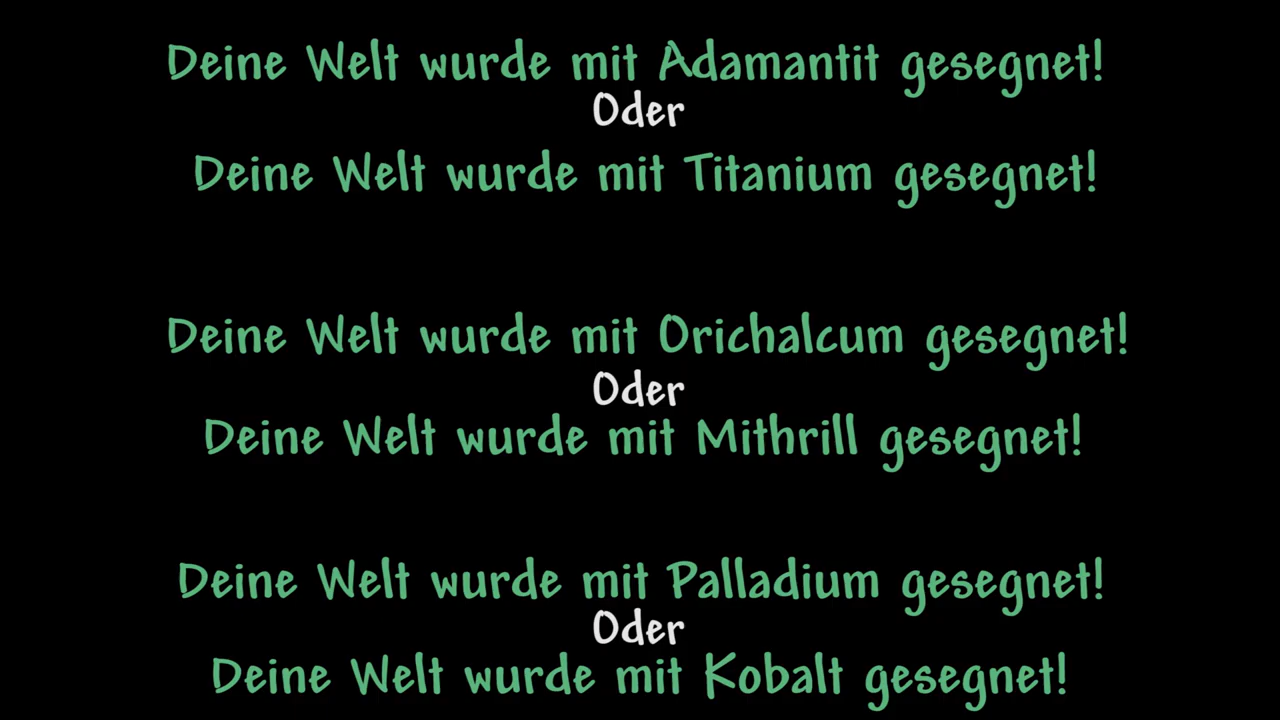 Deine Welt wurde mit Adamantit gesegnet!
Oder
Deine Welt wurde mit Titanium gesegnet!
Deine Welt wurde mit Orichalcum gesegnet!
Oder
Deine Welt wurde mit Mithrill gesegnet!
Deine Welt wurde mit Palladium gesegnet!
Oder
Deine Welt wurde mit Kobalt gesegnet!